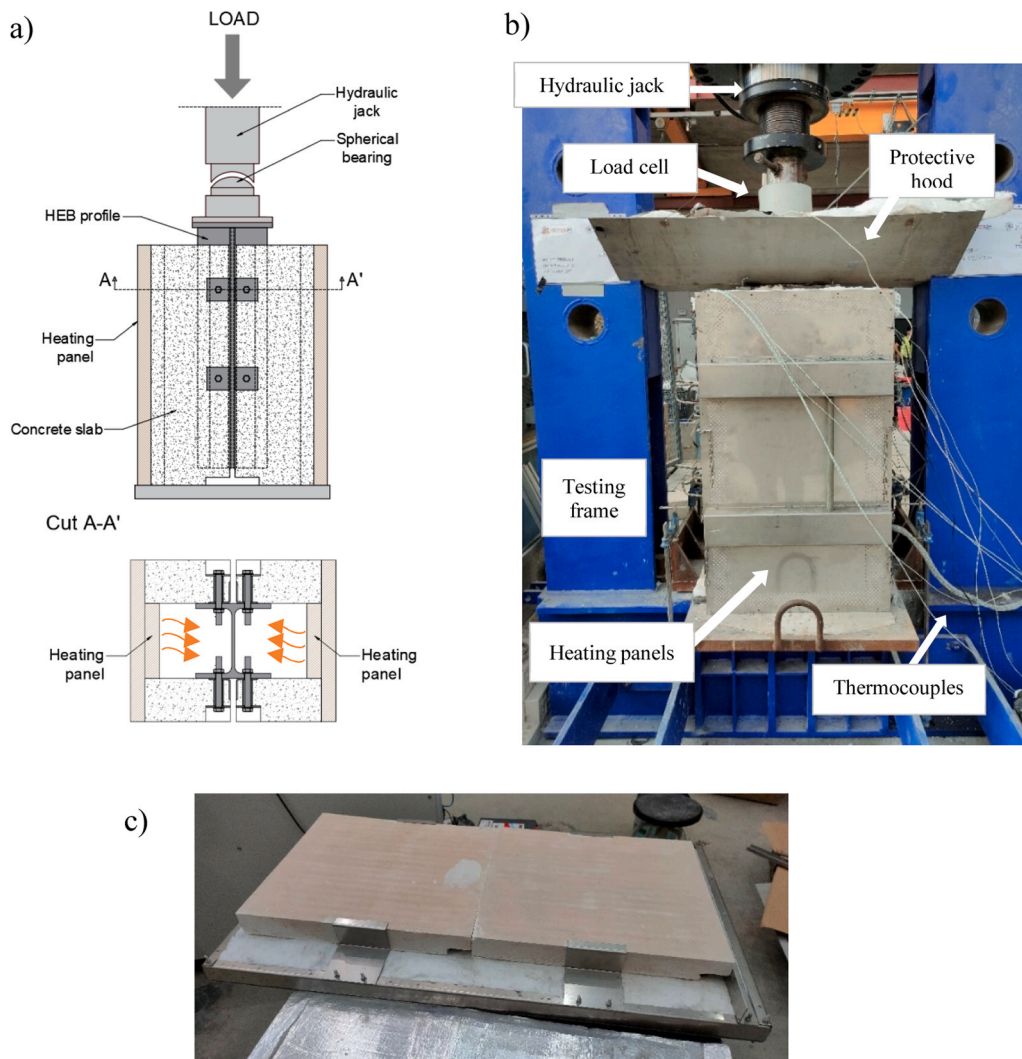 a)
LOAD
Hydraulic
jack
Spherical
bearing
HEB profile
A
A'
Heating
panel
Concrete slab
Cut A-A'
Heating
panel
Heating
panel
b)
Hydraulic jack
Load cell
Protective
hood
Testing
frame
Heating panels
Thermocouples
c)